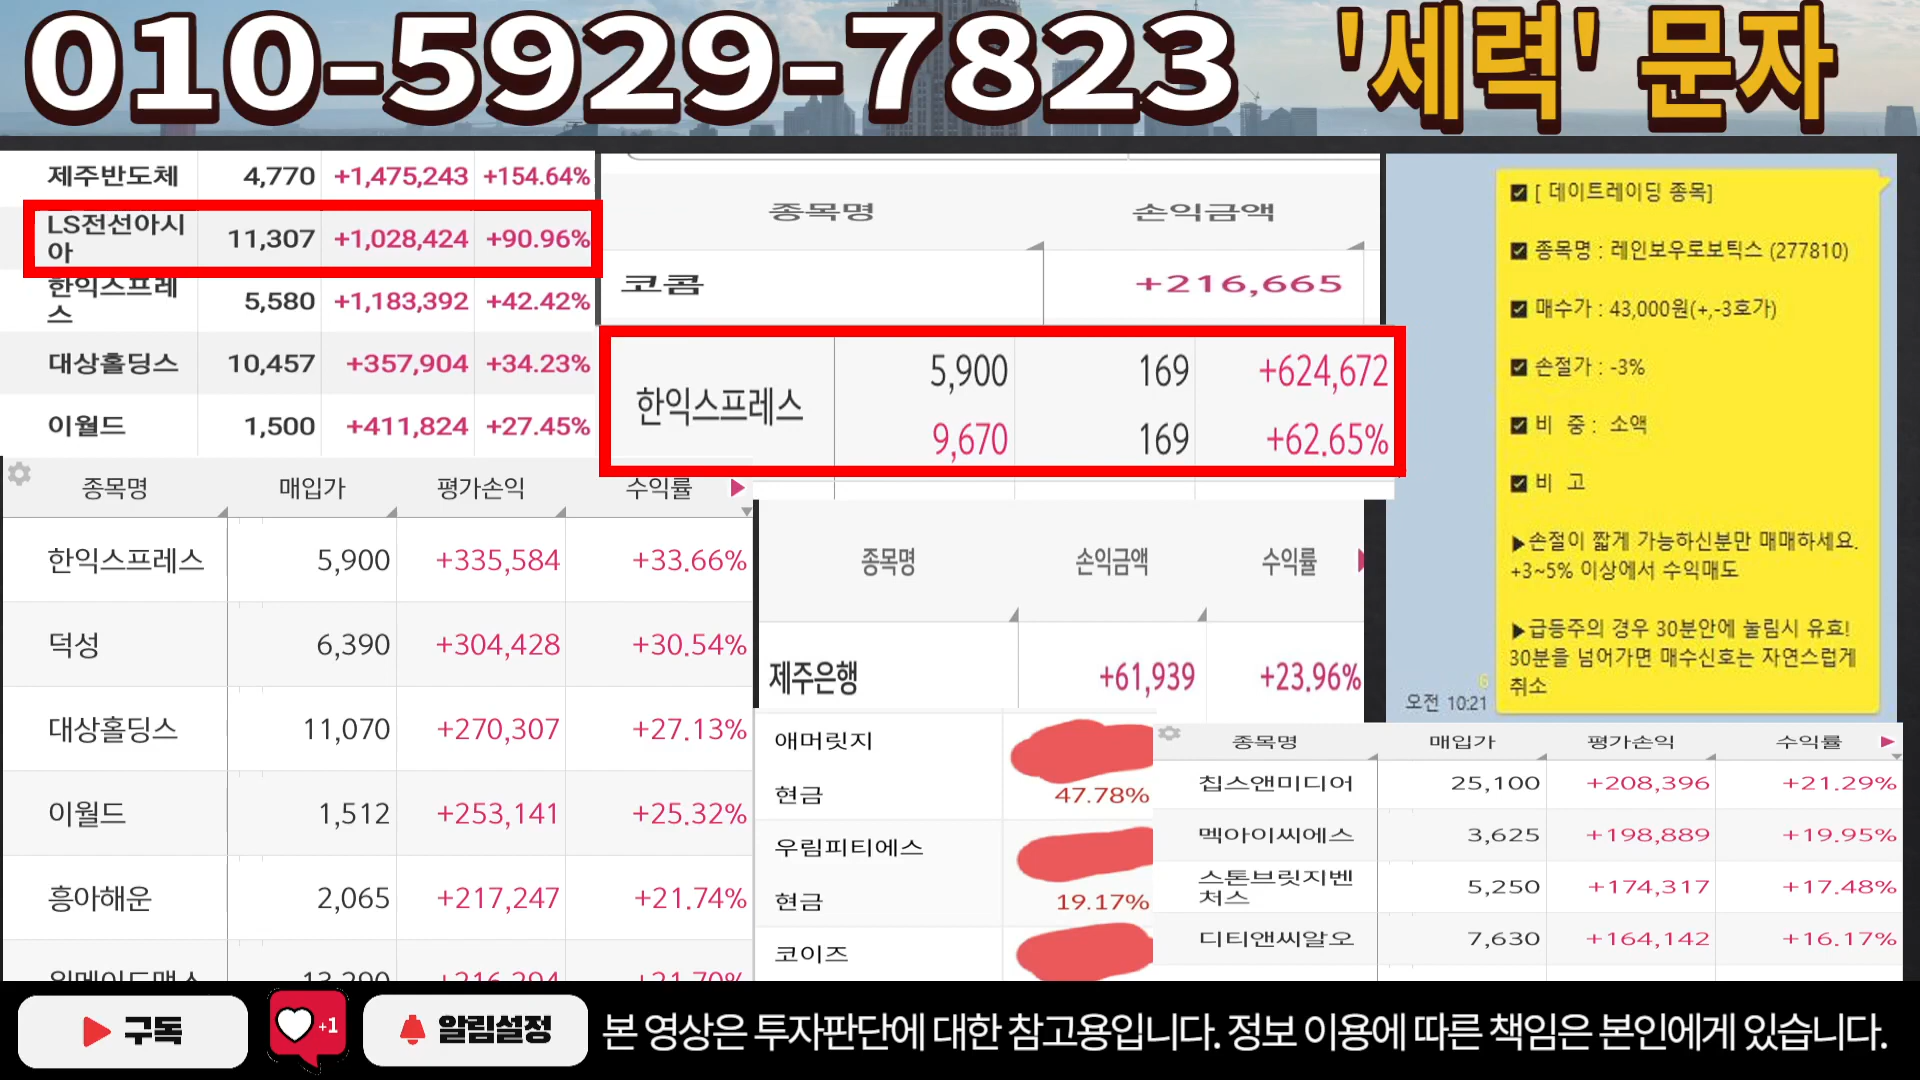 010-5929-7823 '세력' 문자
제주반도체 4,770 +1,475,243 +154.64%
LS전선아시아 11,307 +1,028,424 +90.96%
한익스프레스 5,580 +1,183,392 +42.42%
대상홀딩스 10,457 +357,904 +34.23%
이월드 1,500 +411,824 +27.45%
종목명 손익금액
코콤 +216,665
한익스프레스 5,900 169 +624,672
9,670 169 +62.65%
[ 데이트레이딩 종목]
종목명 : 레인보우로보틱스 (277810)
매수가 : 43,000원(+,-3호가)
손절가 : -3%
비 중 : 소액
비 고
▶손절이 짧게 가능하신분만 매매하세요.
+3~5% 이상에서 수익매도
▶급등주의 경우 30분안에 눌림시 유효!
30분을 넘어가면 매수신호는 자연스럽게
취소
6
오전 10:21
종목명 매입가 평가손익 수익률
한익스프레스 5,900 +335,584 +33.66%
덕성 6,390 +304,428 +30.54%
대상홀딩스 11,070 +270,307 +27.13%
이월드 1,512 +253,141 +25.32%
흥아해운 2,065 +217,247 +21.74%
종목명 손익금액 수익률
제주은행 +61,939 +23.96%
애머릿지
현금 47.78%
우림피티에스
현금 19.17%
코이즈
종목명 매입가 평가손익 수익률
칩스앤미디어 25,100 +208,396 +21.29%
멕아이씨에스 3,625 +198,889 +19.95%
스톤브릿지벤처스 5,250 +174,317 +17.48%
디티앤씨알오 7,630 +164,142 +16.17%
구독 +1 알림설정 본 영상은 투자판단에 대한 참고용입니다. 정보 이용에 따른 책임은 본인에게 있습니다.